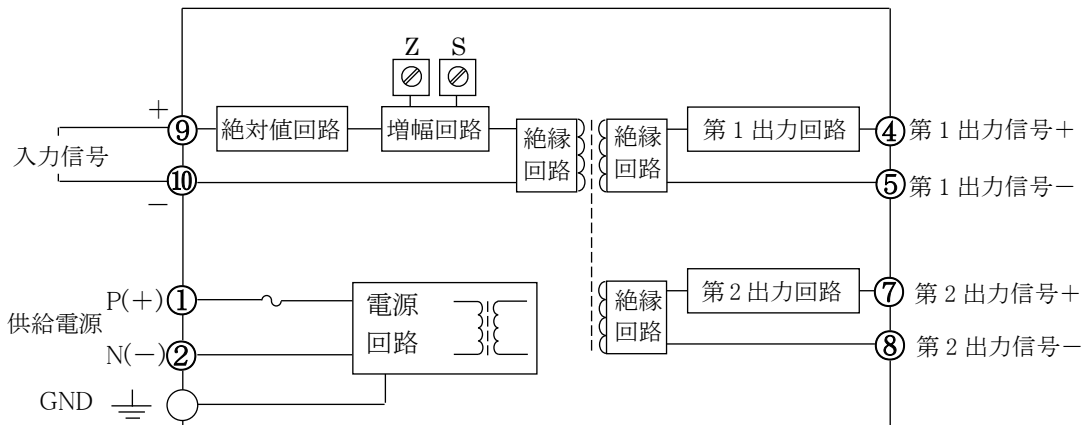 Z
S
+
⑨
絶対値回路
増幅回路
絶縁
回路
絶縁
回路
第1出力回路
④
第1出力信号+
入力信号
⑩
−
⑤
第1出力信号−
P(+)
①
供給電源
N(−)
②
電源
回路
絶縁
回路
第2出力回路
⑦
第2出力信号+
⑧
第2出力信号−
GND